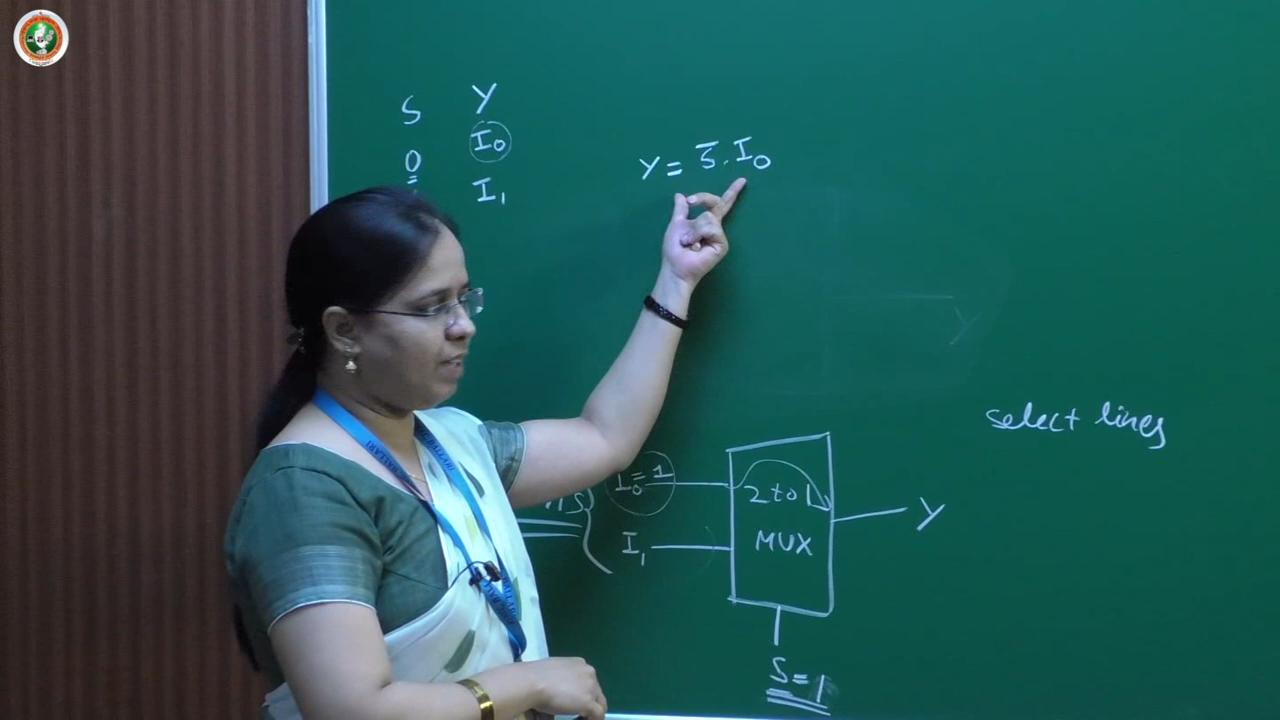 S Y
0 I₀
I₁
Y = S̅.I₀
select lines
I₀ = 1
I₁
2 to 1
MUX
Y
S = 1